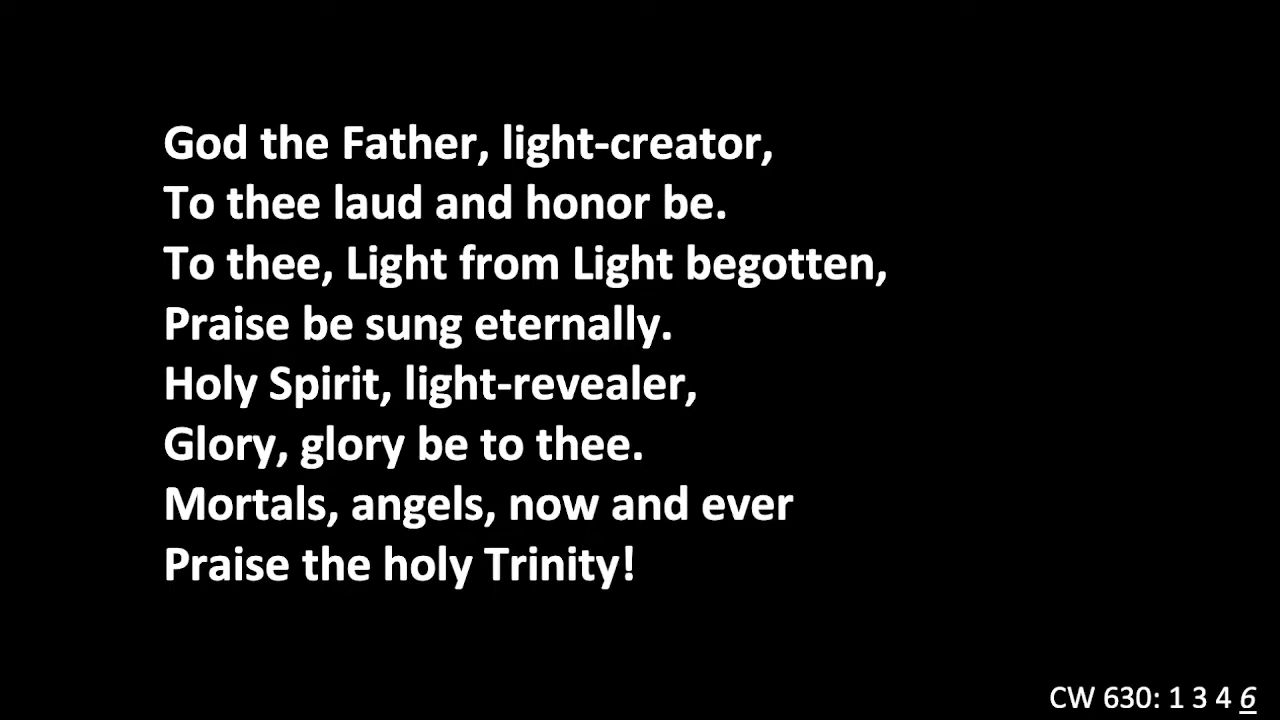 God the Father, light-creator,
To thee laud and honor be.
To thee, Light from Light begotten,
Praise be sung eternally.
Holy Spirit, light-revealer,
Glory, glory be to thee.
Mortals, angels, now and ever
Praise the holy Trinity!
CW 630: 1 3 4 6